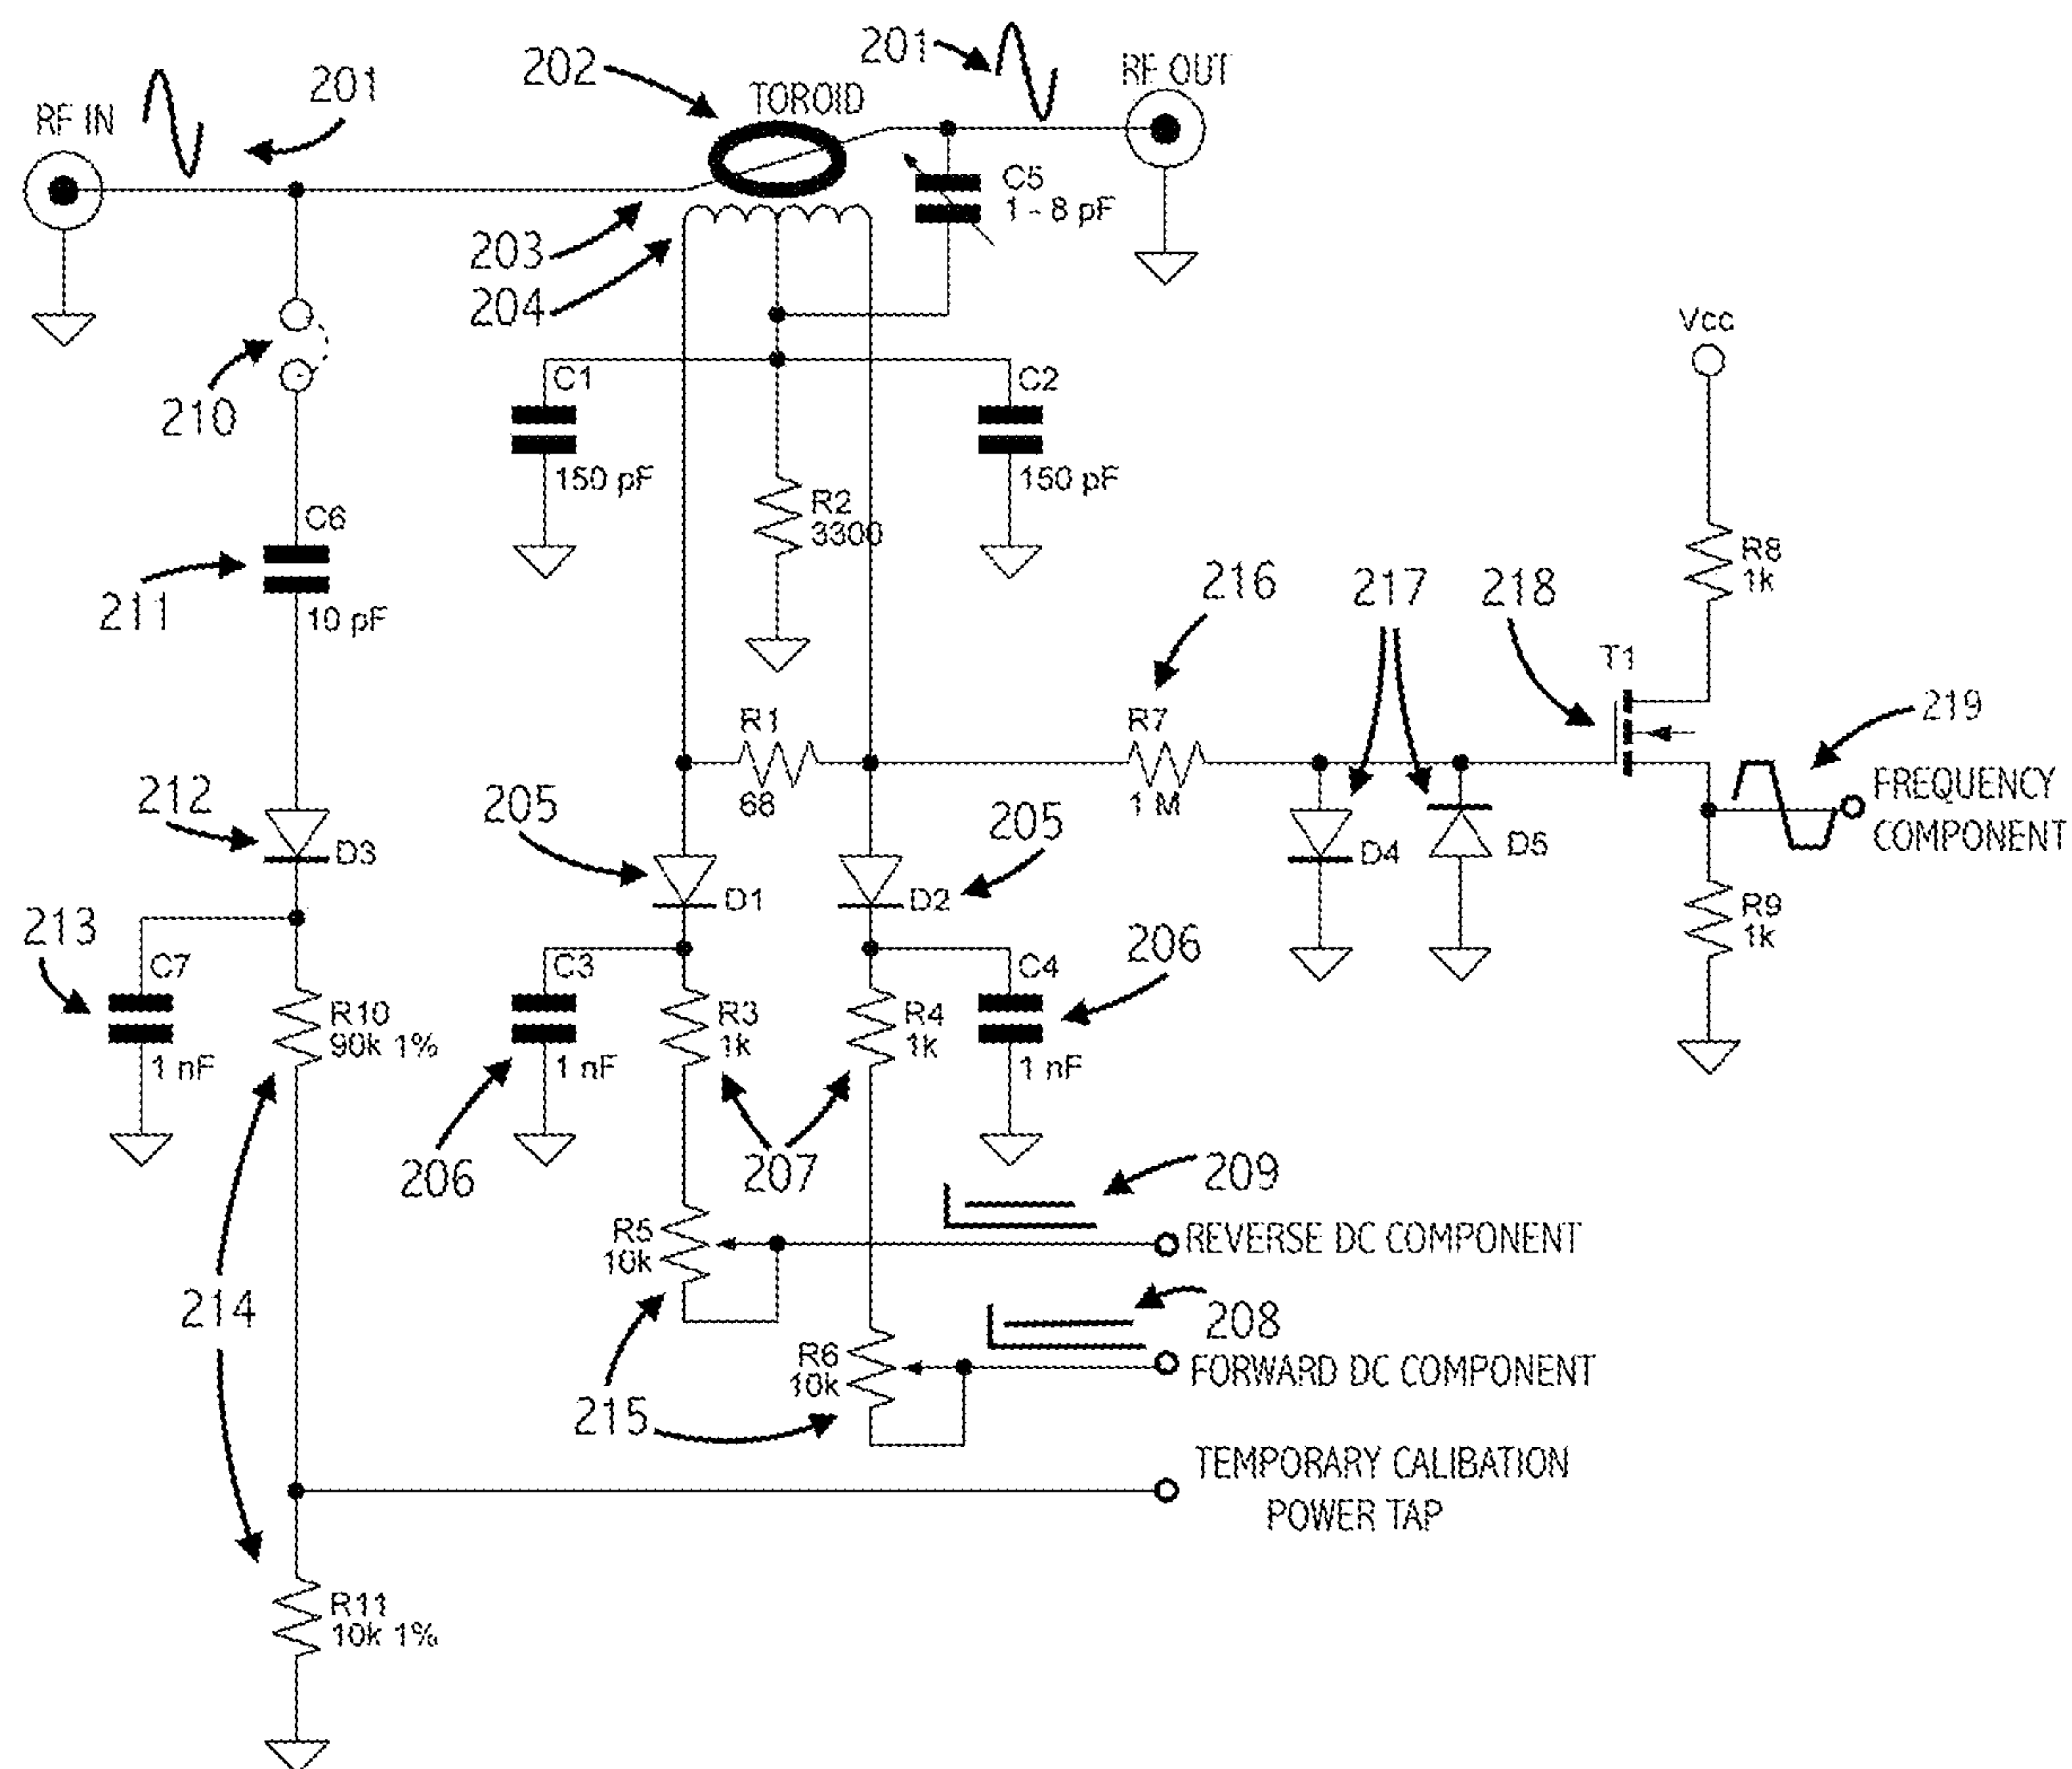 201
202
TOROID
201
RF OUT
RF IN
C5
1 - 8 pF
203
204
210
Vcc
C1
150 pF
C2
150 pF
R2
3300
C6
10 pF
211
216
217
218
R8
1k
T1
219
FREQUENCY
COMPONENT
R1
68
R7
1 M
212
D3
205
D1
205
D2
D4
D5
R9
1k
213
C7
1 nF
R10
90k 1%
C3
1 nF
R3
1k
R4
1k
C4
1 nF
206
206
207
209
REVERSE DC COMPONENT
R5
10k
214
208
FORWARD DC COMPONENT
R6
10k
215
TEMPORARY CALIBATION
POWER TAP
R11
10k 1%